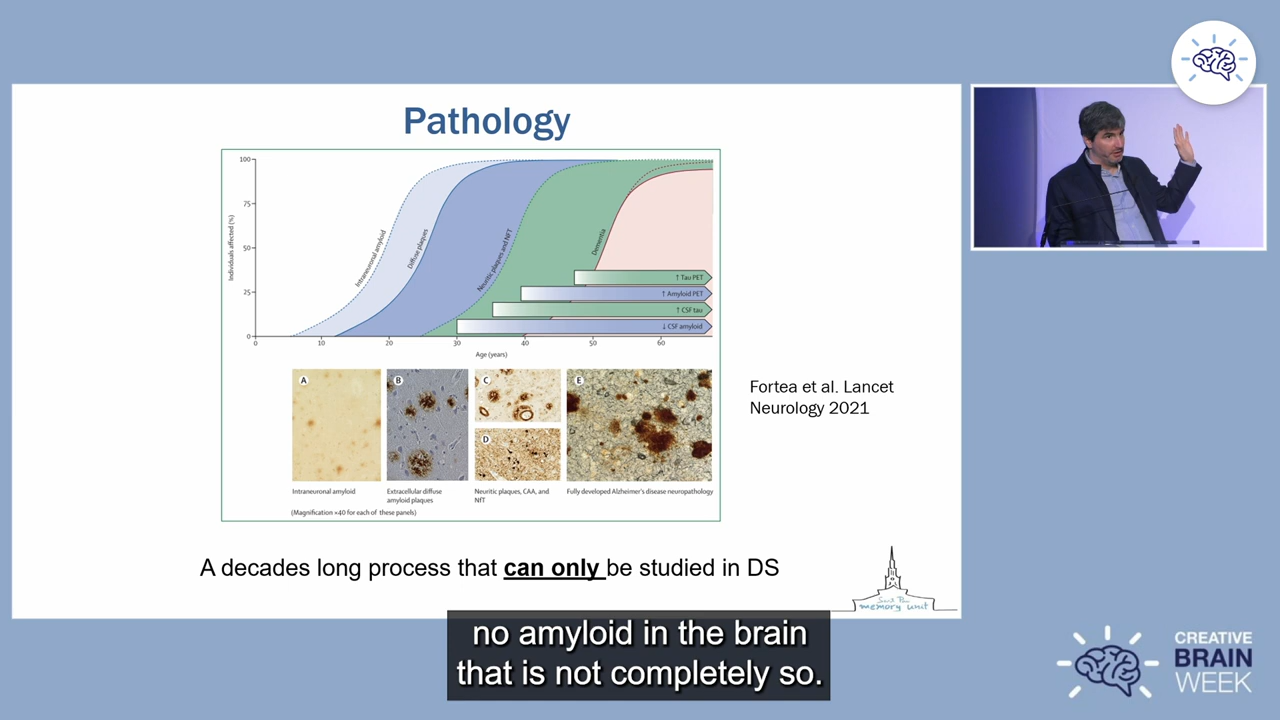 Pathology
100
75
50
25
0
Individuals affected (%)
Intraneuronal amyloid
Diffuse plaques
Neuritic plaques and NFT
Dementia
↑ Tau PET
↑ Amyloid PET
↑ CSF tau
↓ CSF amyloid
0 10 20 30 40 50 60
Age (years)
A
B
C
D
E
Intraneuronal amyloid
Extracellular diffuse
amyloid plaques
Neuritic plaques, CAA, and
NfT
Fully developed Alzheimer's disease neuropathology
(Magnification ×40 for each of these panels)
Fortea et al. Lancet
Neurology 2021
A decades long process that can only be studied in DS
Sant Pau
memory unit
no amyloid in the brain
that is not completely so.
CREATIVE
BRAIN
WEEK